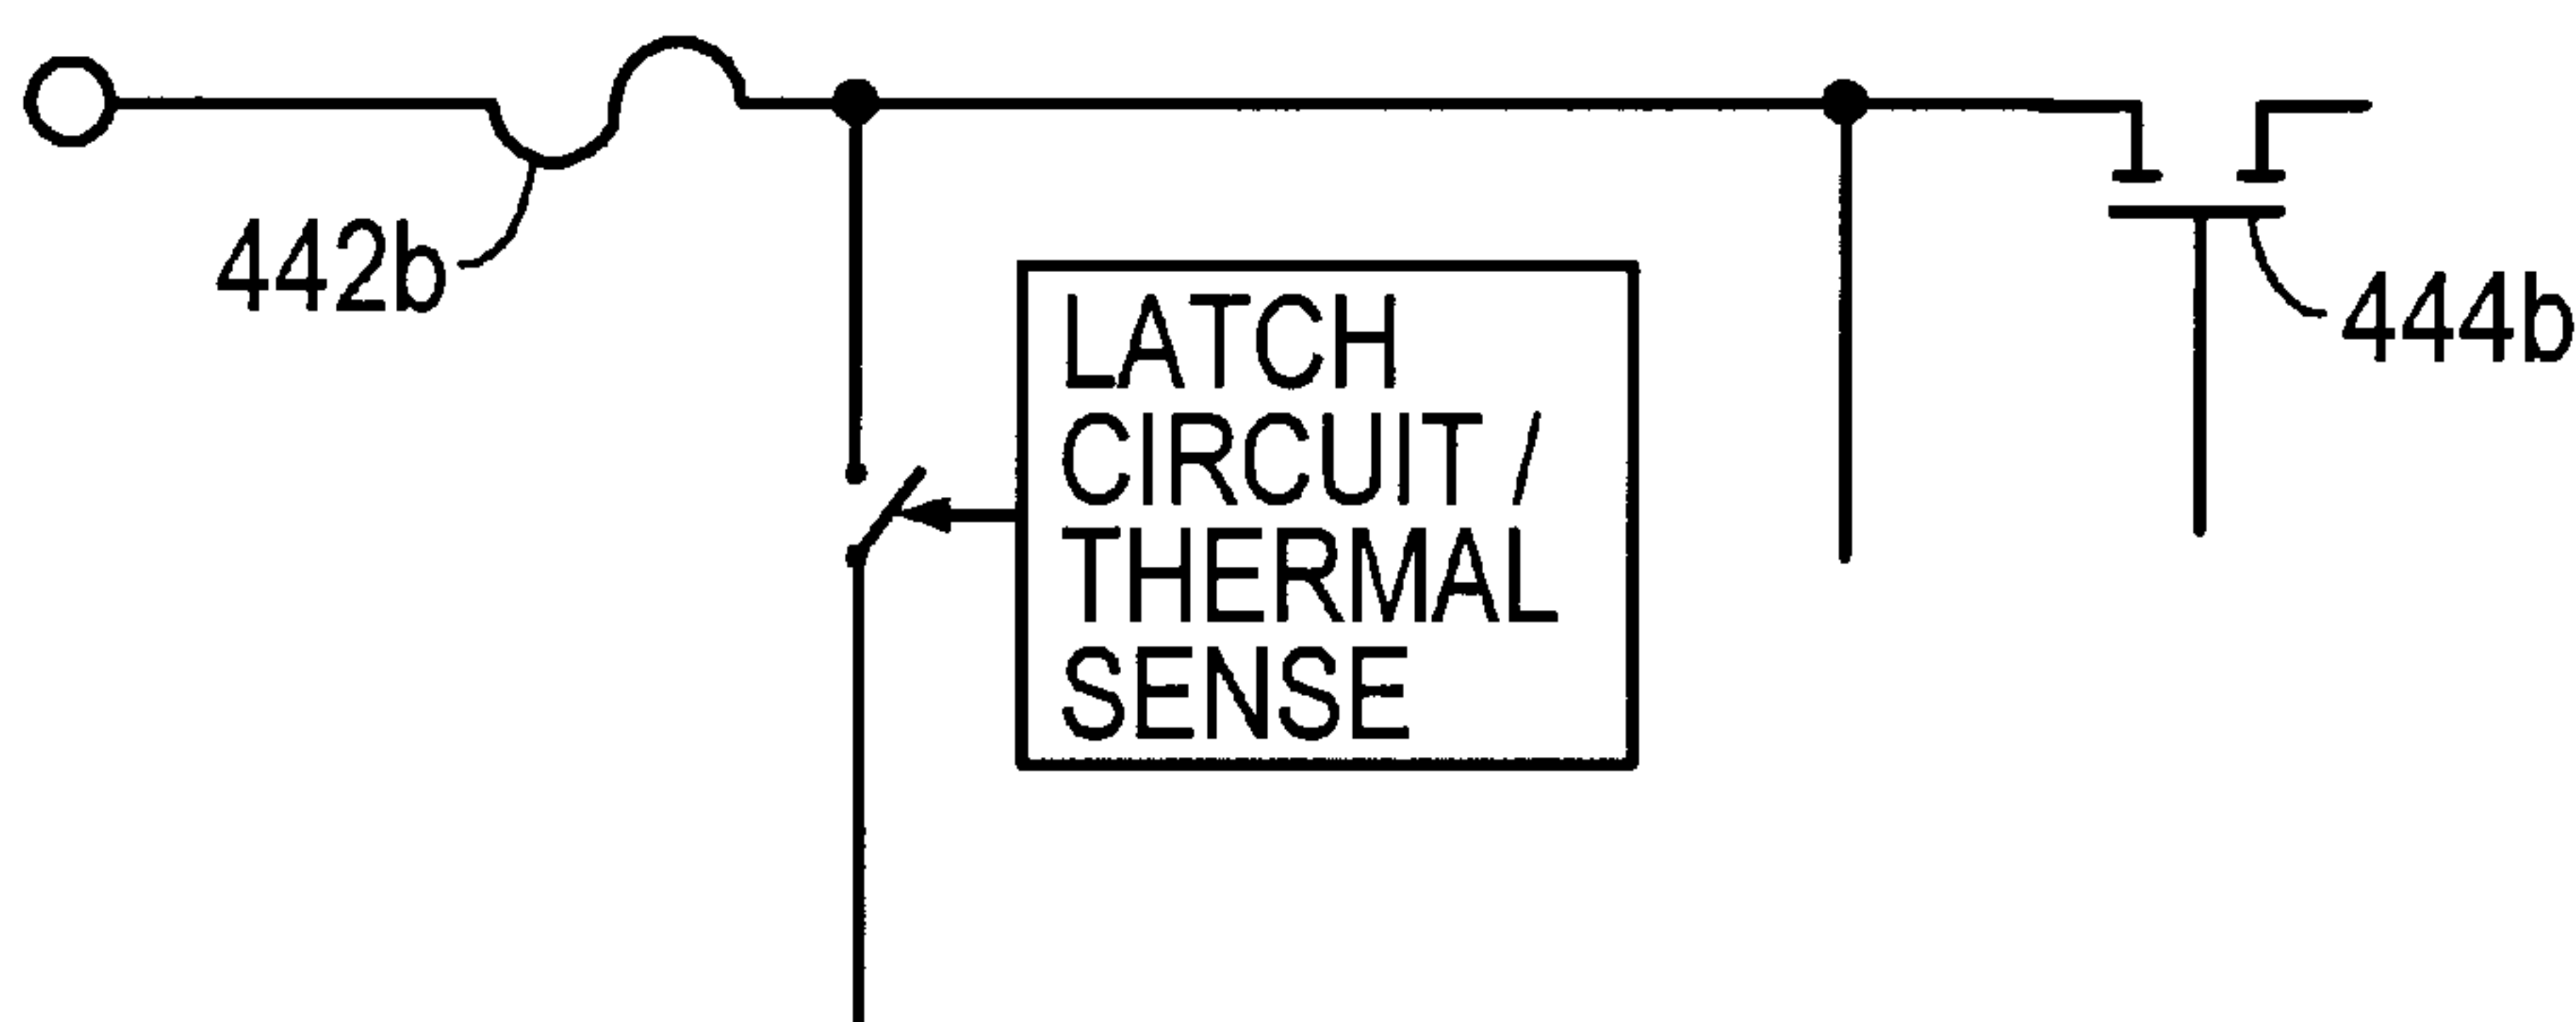 442b
LATCH
CIRCUIT /
THERMAL
SENSE
444b